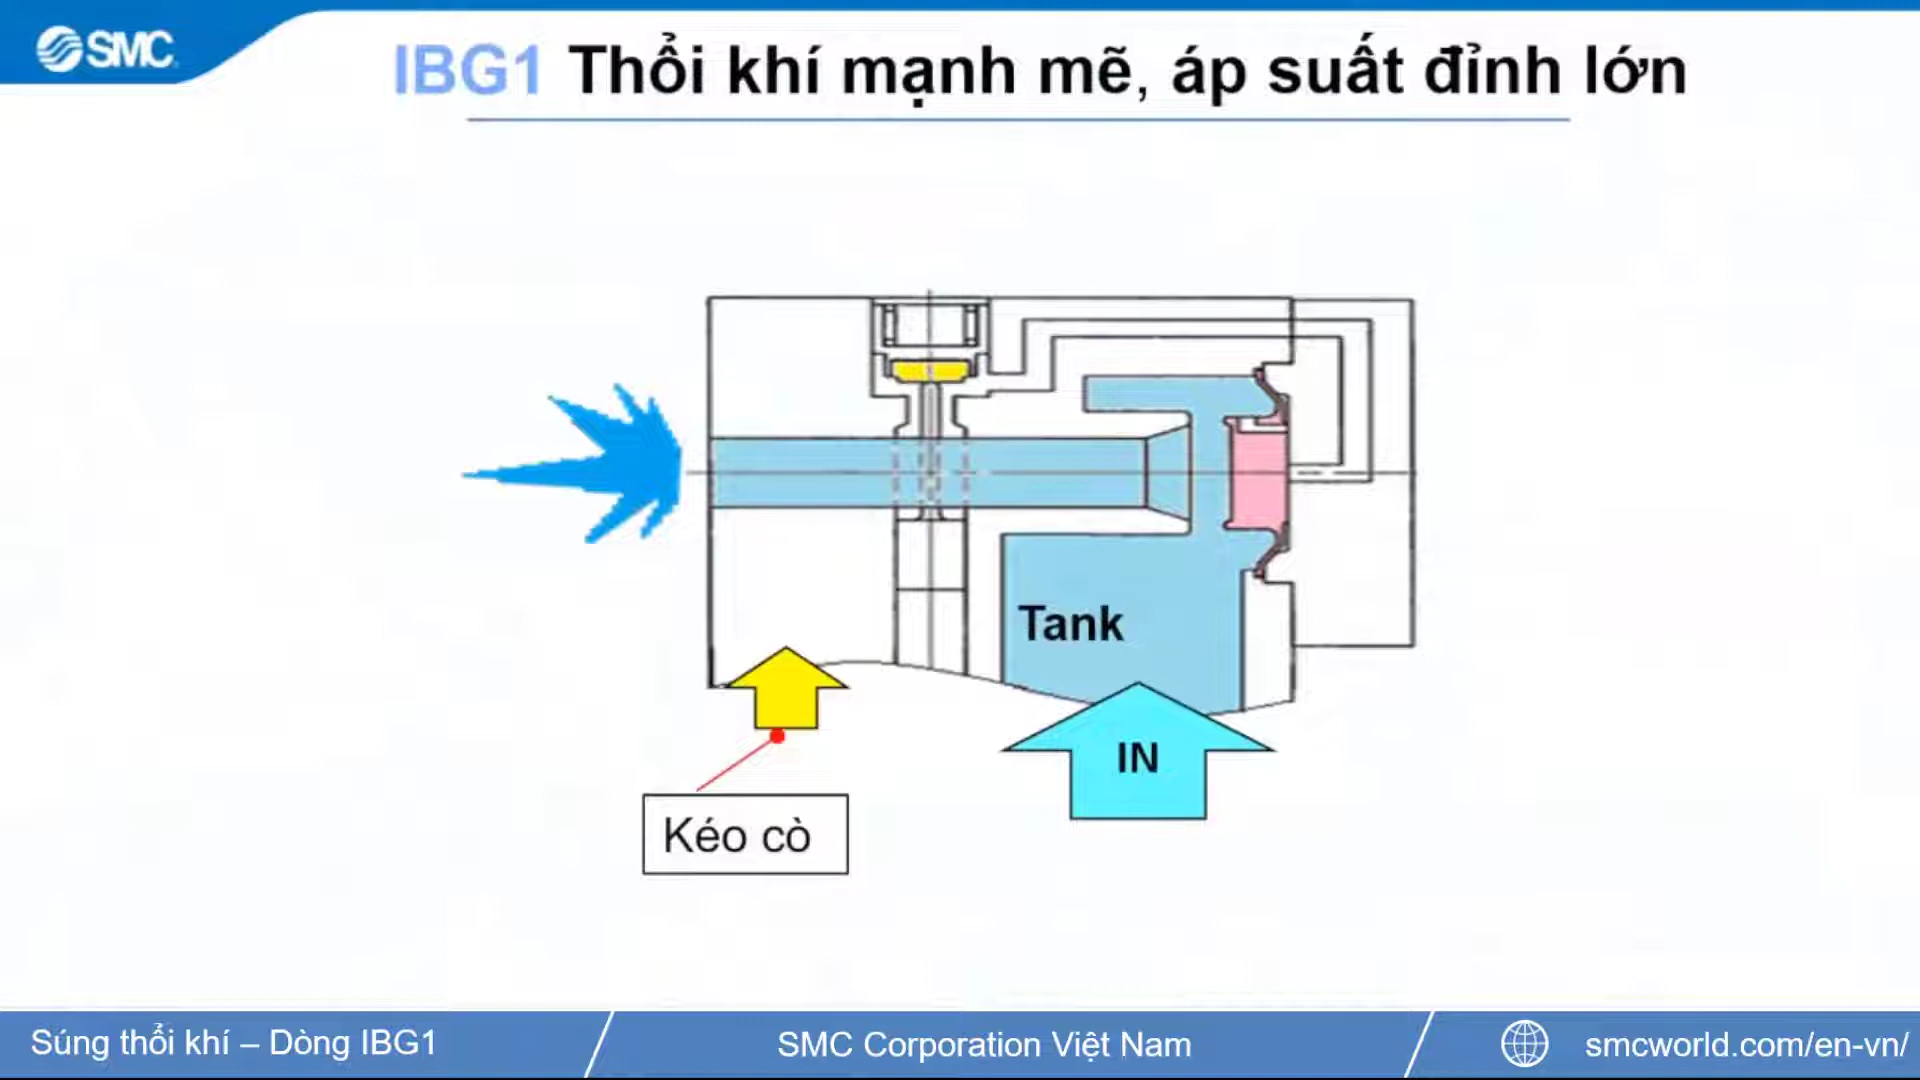 SMC
IBG1 Thổi khí mạnh mẽ, áp suất đỉnh lớn
Tank
IN
Kéo cò
Súng thổi khí – Dòng IBG1
SMC Corporation Việt Nam
smcworld.com/en-vn/